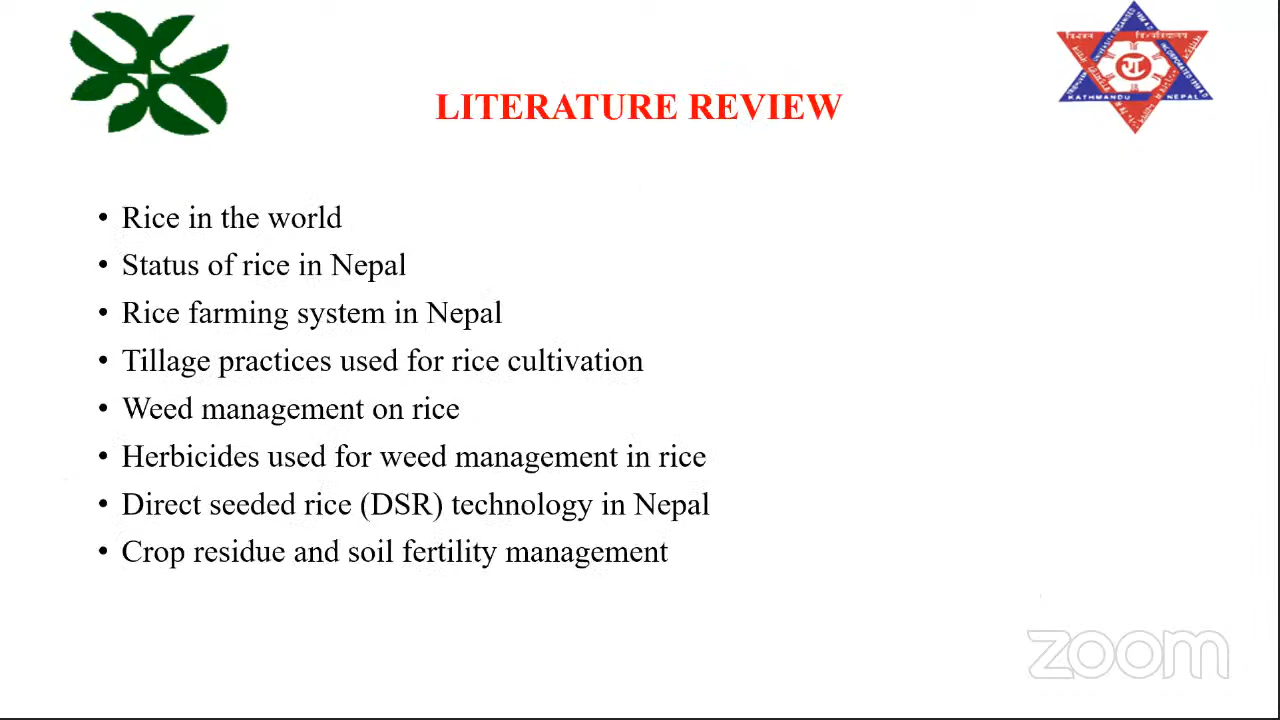 LITERATURE REVIEW
• Rice in the world
• Status of rice in Nepal
• Rice farming system in Nepal
• Tillage practices used for rice cultivation
• Weed management on rice
• Herbicides used for weed management in rice
• Direct seeded rice (DSR) technology in Nepal
• Crop residue and soil fertility management
KATHMANDU NEPAL
zoom